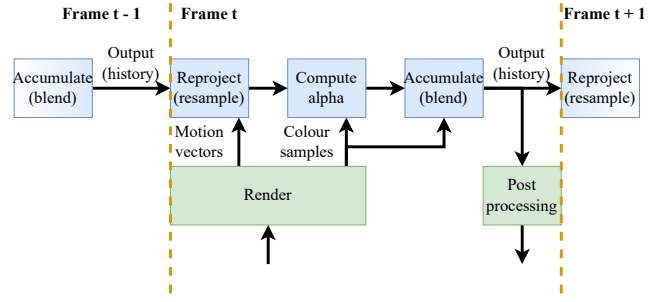 Frame t - 1
Frame t
Frame t + 1
Output
(history)
Output
(history)
Accumulate
(blend)
Reproject
(resample)
Compute
alpha
Accumulate
(blend)
Reproject
(resample)
Motion
vectors
Colour
samples
Render
Post
processing